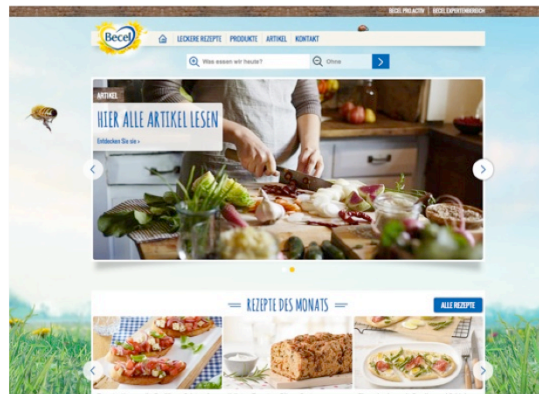 BECEL PRO.ACTIV | BECEL EXPERTENBEREICH
Becel
LECKERE REZEPTE PRODUKTE ARTIKEL KONTAKT
Was essen wir heute? Ohne
ARTIKEL
HIER ALLE ARTIKEL LESEN
Entdecken Sie sie ›
REZEPTE DES MONATS
ALLE REZEPTE